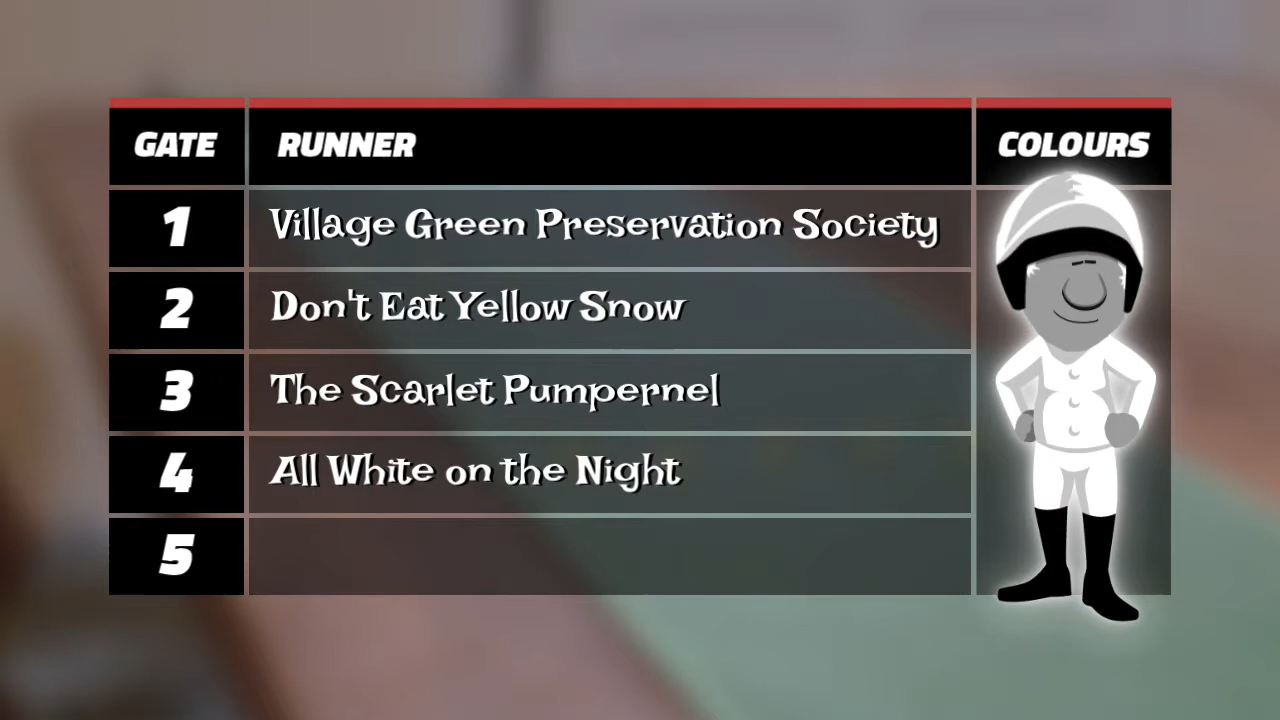 GATE RUNNER COLOURS
1 Village Green Preservation Society
2 Don't Eat Yellow Snow
3 The Scarlet Pumpernel
4 All White on the Night
5